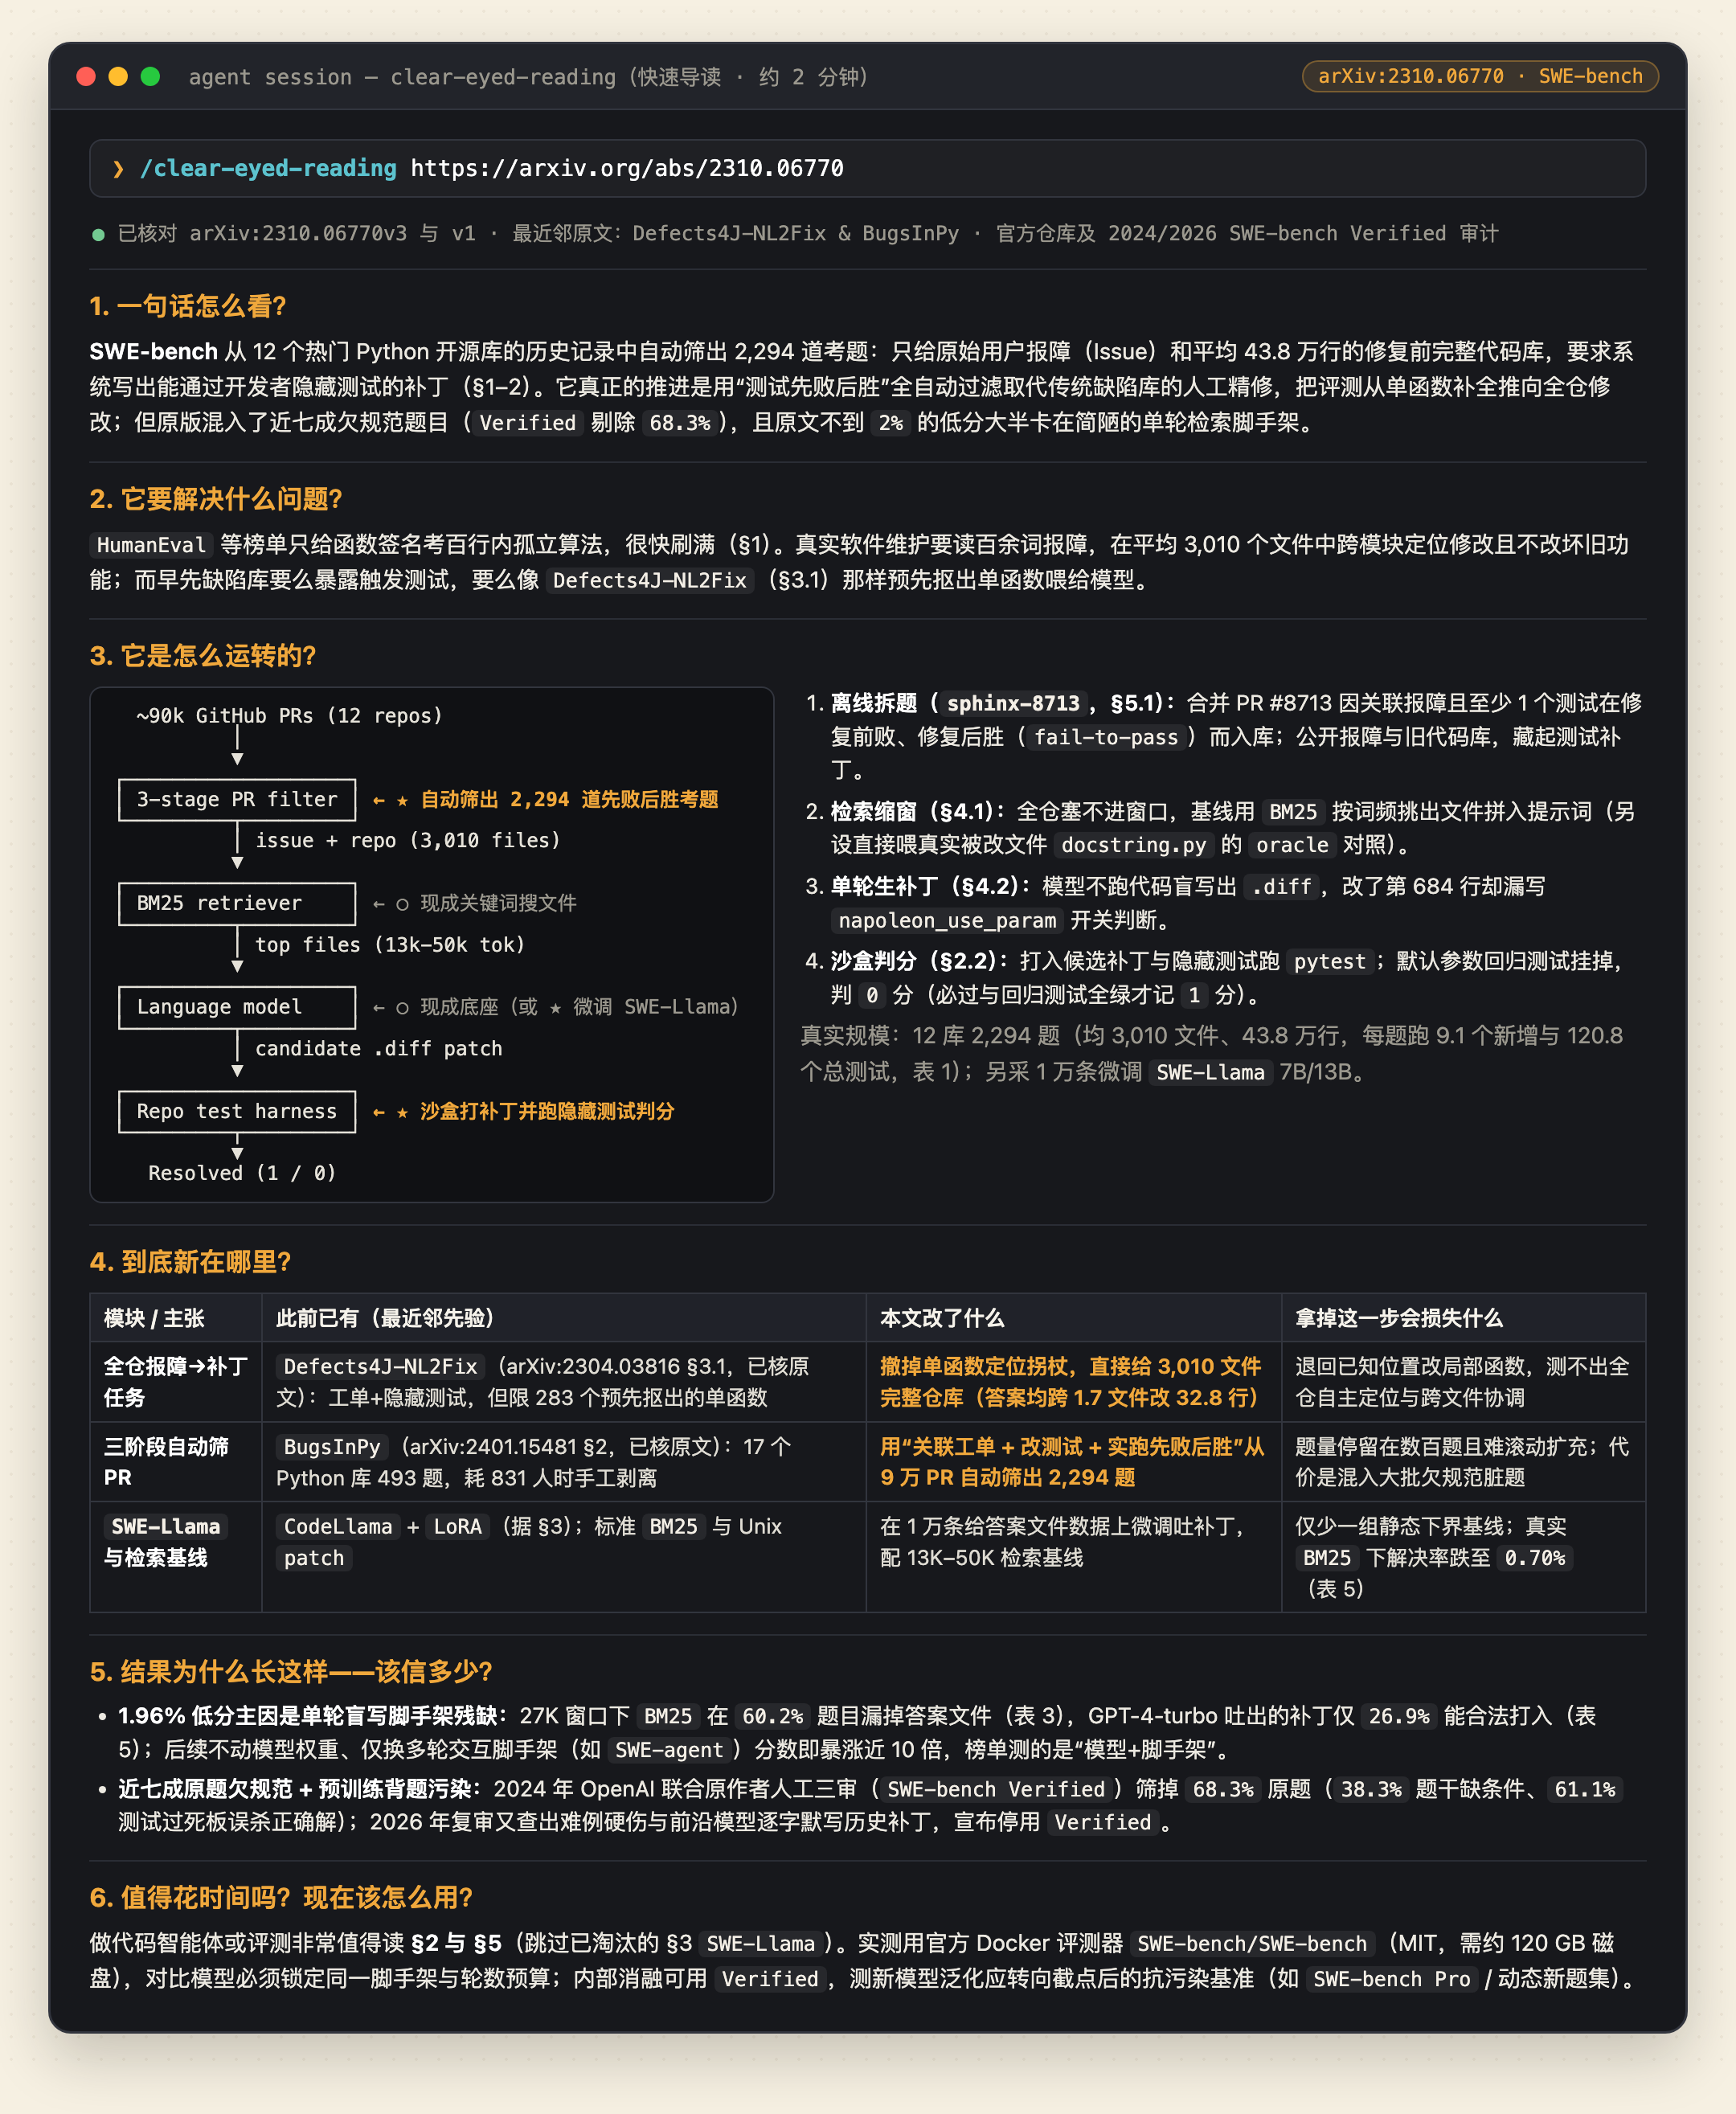 agent session — clear-eyed-reading (快速导读 · 约 2 分钟)
arXiv:2310.06770 · SWE-bench
❯ /clear-eyed-reading https://arxiv.org/abs/2310.06770
● 已核对 arXiv:2310.06770v3 与 v1 · 最近邻原文：Defects4J-NL2Fix & BugsInPy · 官方仓库及 2024/2026 SWE-bench Verified 审计
1. 一句话怎么看？
SWE-bench 从 12 个热门 Python 开源库的历史记录中自动筛出 2,294 道考题：只给原始用户报障（Issue）和平均 43.8 万行的修复前完整代码库，要求系
统写出能通过开发者隐藏测试的补丁（§1–2）。它真正的推进是用“测试先败后胜”全自动过滤取代传统缺陷库的人工精修，把评测从单函数补全推向全仓修
改；但原版混入了近七成欠规范题目（Verified 剔除 68.3%），且原文不到 2% 的低分大半卡在简陋的单轮检索脚手架。
2. 它要解决什么问题？
HumanEval 等榜单只给函数签名考百行内孤立算法，很快刷满（§1）。真实软件维护要读百余词报障，在平均 3,010 个文件中跨模块定位修改且不改坏旧功
能；而早先缺陷库要么暴露触发测试，要么像 Defects4J-NL2Fix（§3.1）那样预先抠出单函数喂给模型。
3. 它是怎么运转的？
~90k GitHub PRs (12 repos)
3-stage PR filter ← ★ 自动筛出 2,294 道先败后胜考题
issue + repo (3,010 files)
BM25 retriever ← ○ 现成关键词搜文件
top files (13k-50k tok)
Language model ← ○ 现成底座（或 ★ 微调 SWE-Llama）
candidate .diff patch
Repo test harness ← ★ 沙盒打补丁并跑隐藏测试判分
Resolved (1 / 0)
1. 离线拆题（sphinx-8713，§5.1）：合并 PR #8713 因关联报障且至少 1 个测试在修
复前败、修复后胜（fail-to-pass）而入库；公开报障与旧代码库，藏起测试补
丁。
2. 检索缩窗（§4.1）：全仓塞不进窗口，基线用 BM25 按词频挑出文件拼入提示词（另
设直接喂真实被改文件 docstring.py 的 oracle 对照）。
3. 单轮生补丁（§4.2）：模型不跑代码盲写出 .diff，改了第 684 行却漏写
napoleon_use_param 开关判断。
4. 沙盒判分（§2.2）：打入候选补丁与隐藏测试跑 pytest；默认参数回归测试挂掉，
判 0 分（必过与回归测试全绿才记 1 分）。
真实规模：12 库 2,294 题（均 3,010 文件、43.8 万行，每题跑 9.1 个新增与 120.8
个总测试，表 1）；另采 1 万条微调 SWE-Llama 7B/13B。
4. 到底新在哪里？
模块 / 主张
此前已有（最近邻先验）
本文改了什么
拿掉这一步会损失什么
全仓报障→补丁
任务
Defects4J-NL2Fix（arXiv:2304.03816 §3.1，已核原
文）：工单+隐藏测试，但限 283 个预先抠出的单函数
撤掉单函数定位拐杖，直接给 3,010 文件
完整仓库（答案均跨 1.7 文件改 32.8 行）
退回已知位置改局部函数，测不出全
仓自主定位与跨文件协调
三阶段自动筛
PR
BugsInPy（arXiv:2401.15481 §2，已核原文）：17 个
Python 库 493 题，耗 831 人时手工剥离
用“关联工单 + 改测试 + 实跑先败后胜”从
9 万 PR 自动筛出 2,294 题
题量停留在数百题且难滚动扩充；代
价是混入大批欠规范脏题
SWE-Llama
与检索基线
CodeLlama + LoRA（据 §3）；标准 BM25 与 Unix
patch
在 1 万条给答案文件数据上微调吐补丁，
配 13K–50K 检索基线
仅少一组静态下界基线；真实
BM25 下解决率跌至 0.70%
（表 5）
5. 结果为什么长这样——该信多少？
• 1.96% 低分主因是单轮盲写脚手架残缺：27K 窗口下 BM25 在 60.2% 题目漏掉答案文件（表 3），GPT-4-turbo 吐出的补丁仅 26.9% 能合法打入（表
5）；后续不动模型权重、仅换多轮交互脚手架（如 SWE-agent）分数即暴涨近 10 倍，榜单测的是“模型+脚手架”。
• 近七成原题欠规范 + 预训练背题污染：2024 年 OpenAI 联合原作者人工三审（SWE-bench Verified）筛掉 68.3% 原题（38.3% 题干缺条件、61.1%
测试过死板误杀正确解）；2026 年复审又查出难例硬伤与前沿模型逐字默写历史补丁，宣布停用 Verified。
6. 值得花时间吗？现在该怎么用？
做代码智能体或评测非常值得读 §2 与 §5（跳过已淘汰的 §3 SWE-Llama）。实测用官方 Docker 评测器 SWE-bench/SWE-bench（MIT，需约 120 GB 磁
盘），对比模型必须锁定同一脚手架与轮数预算；内部消融可用 Verified，测新模型泛化应转向截点后的抗污染基准（如 SWE-bench Pro / 动态新题集）。